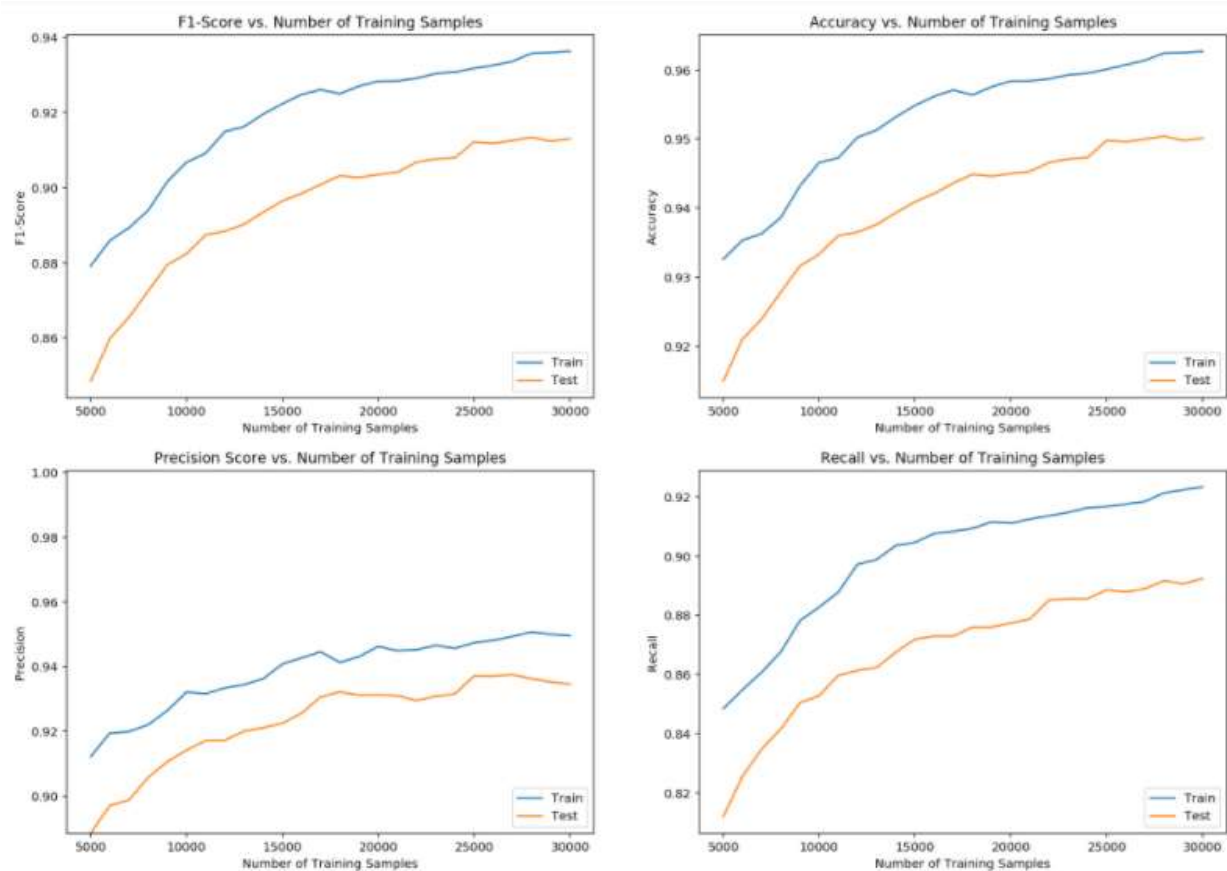 F1-Score vs. Number of Training Samples
0.94
0.92
0.90
0.88
0.86
F1-Score
Train
Test
5000 10000 15000 20000 25000 30000
Number of Training Samples
Accuracy vs. Number of Training Samples
0.96
0.95
0.94
0.93
0.92
Accuracy
Train
Test
5000 10000 15000 20000 25000 30000
Number of Training Samples
Precision Score vs. Number of Training Samples
1.00
0.98
0.96
0.94
0.92
0.90
Precision
Train
Test
5000 10000 15000 20000 25000 30000
Number of Training Samples
Recall vs. Number of Training Samples
0.92
0.90
0.88
0.86
0.84
0.82
Recall
Train
Test
5000 10000 15000 20000 25000 30000
Number of Training Samples